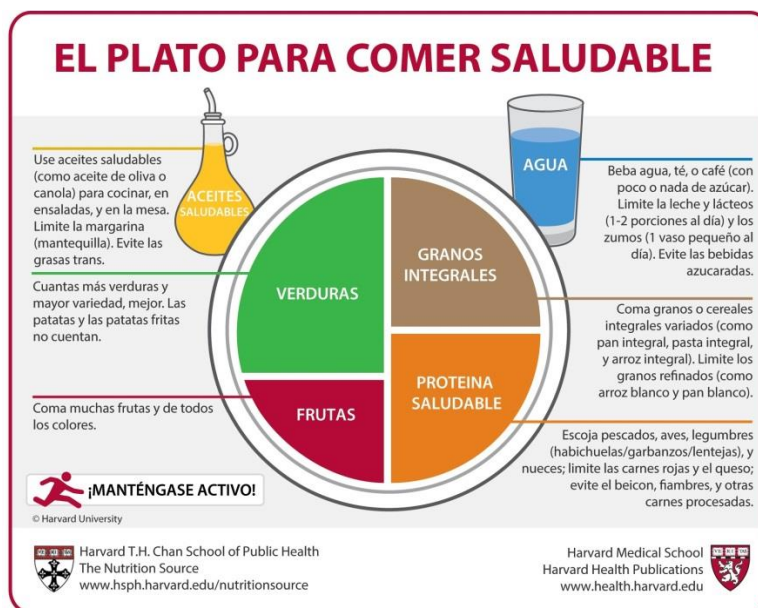 EL PLATO PARA COMER SALUDABLE
Use aceites saludables
(como aceite de oliva o
canola) para cocinar, en
ensaladas, y en la mesa.
Limite la margarina
(mantequilla). Evite las
grasas trans.
ACEITES
SALUDABLES
AGUA
Beba agua, té, o café (con
poco o nada de azúcar).
Limite la leche y lácteos
(1-2 porciones al día) y los
zumos (1 vaso pequeño al
día). Evite las bebidas
azucaradas.
Cuantas más verduras y
mayor variedad, mejor. Las
patatas y las patatas fritas
no cuentan.
VERDURAS
GRANOS
INTEGRALES
Coma granos o cereales
integrales variados (como
pan integral, pasta integral,
y arroz integral). Limite los
granos refinados (como
arroz blanco y pan blanco).
Coma muchas frutas y de todos
los colores.
FRUTAS
PROTEINA
SALUDABLE
Escoja pescados, aves, legumbres
(habichuelas/garbanzos/lentejas), y
nueces; limite las carnes rojas y el queso;
evite el beicon, fiambres, y otras
carnes procesadas.
¡MANTÉNGASE ACTIVO!
© Harvard University
Harvard T.H. Chan School of Public Health
The Nutrition Source
www.hsph.harvard.edu/nutritionsource
Harvard Medical School
Harvard Health Publications
www.health.harvard.edu